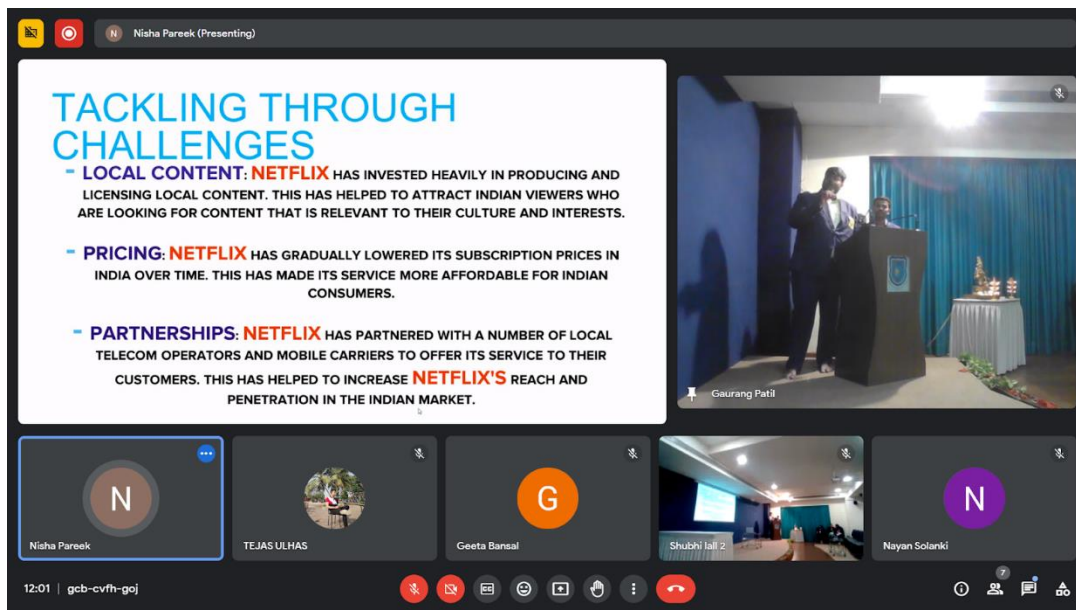 Nisha Pareek (Presenting)
TACKLING THROUGH
CHALLENGES
- LOCAL CONTENT: NETFLIX HAS INVESTED HEAVILY IN PRODUCING AND
LICENSING LOCAL CONTENT. THIS HAS HELPED TO ATTRACT INDIAN VIEWERS WHO
ARE LOOKING FOR CONTENT THAT IS RELEVANT TO THEIR CULTURE AND INTERESTS.
- PRICING: NETFLIX HAS GRADUALLY LOWERED ITS SUBSCRIPTION PRICES IN
INDIA OVER TIME. THIS HAS MADE ITS SERVICE MORE AFFORDABLE FOR INDIAN
CONSUMERS.
- PARTNERSHIPS: NETFLIX HAS PARTNERED WITH A NUMBER OF LOCAL
TELECOM OPERATORS AND MOBILE CARRIERS TO OFFER ITS SERVICE TO THEIR
CUSTOMERS. THIS HAS HELPED TO INCREASE NETFLIX'S REACH AND
PENETRATION IN THE INDIAN MARKET.
Gaurang Patil
N
Nisha Pareek
TEJAS ULHAS
G
Geeta Bansal
Shubhi lall 2
N
Nayan Solanki
12:01 | gcb-cvfh-goj
CC
7